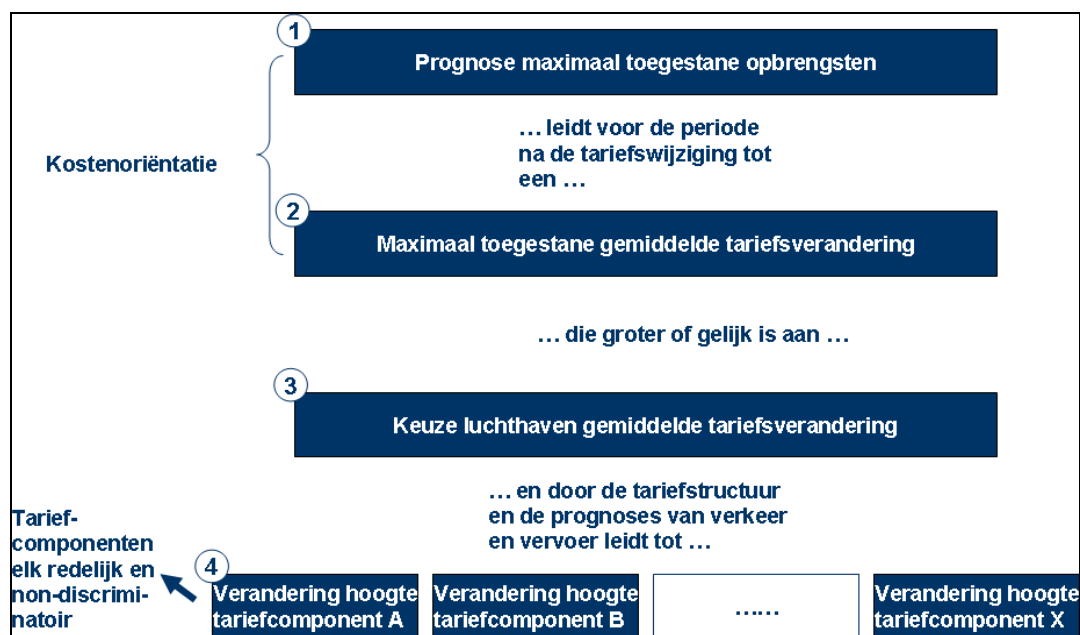 1
Prognose maximaal toegestane opbrengsten
… leidt voor de periode
na de tariefswijziging tot
een …
Kostenoriëntatie
2
Maximaal toegestane gemiddelde tariefsverandering
… die groter of gelijk is aan …
3
Keuze luchthaven gemiddelde tariefsverandering
… en door de tariefstructuur
en de prognoses van verkeer
en vervoer leidt tot …
Tarief-
componenten
elk redelijk en
non-discrimi-
natoir
4
Verandering hoogte
tariefcomponent A
Verandering hoogte
tariefcomponent B
……
Verandering hoogte
tariefcomponent X